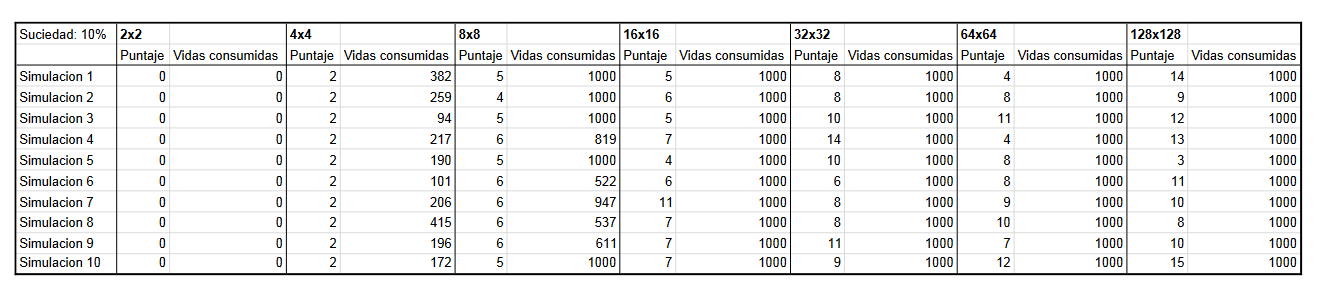 Suciedad: 10% 2x2 4x4 8x8 16x16 32x32 64x64 128x128
Puntaje Vidas consumidas Puntaje Vidas consumidas Puntaje Vidas consumidas Puntaje Vidas consumidas Puntaje Vidas consumidas Puntaje Vidas consumidas Puntaje Vidas consumidas
Simulacion 1 0 0 2 382 5 1000 5 1000 8 1000 4 1000 14 1000
Simulacion 2 0 0 2 259 4 1000 6 1000 8 1000 8 1000 9 1000
Simulacion 3 0 0 2 94 5 1000 5 1000 10 1000 11 1000 12 1000
Simulacion 4 0 0 2 217 6 819 7 1000 14 1000 4 1000 13 1000
Simulacion 5 0 0 2 190 5 1000 4 1000 10 1000 8 1000 3 1000
Simulacion 6 0 0 2 101 6 522 6 1000 6 1000 8 1000 11 1000
Simulacion 7 0 0 2 206 6 947 11 1000 8 1000 9 1000 10 1000
Simulacion 8 0 0 2 415 6 537 7 1000 8 1000 10 1000 8 1000
Simulacion 9 0 0 2 196 6 611 7 1000 11 1000 7 1000 10 1000
Simulacion 10 0 0 2 172 5 1000 7 1000 9 1000 12 1000 15 1000